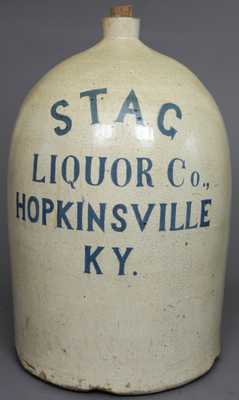 STAG
LIQUOR Co.,
HOPKINSVILLE
KY.